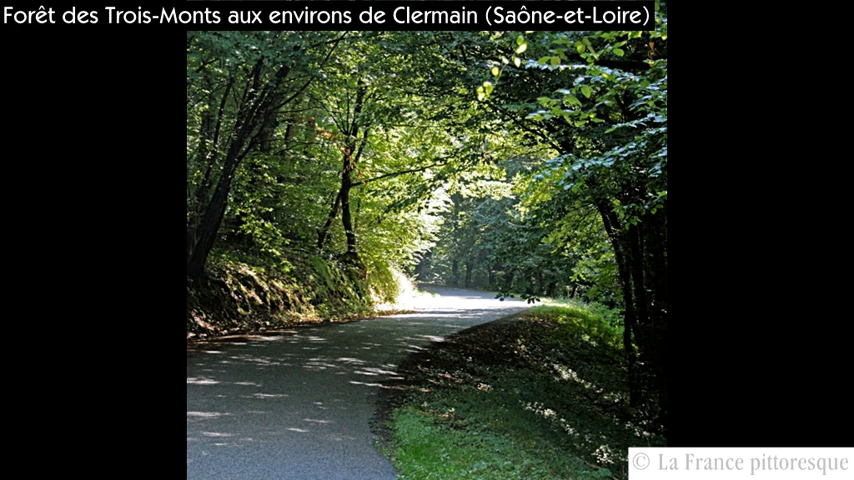 Forêt des Trois-Monts aux environs de Clermain (Saône-et-Loire)
© La France pittoresque